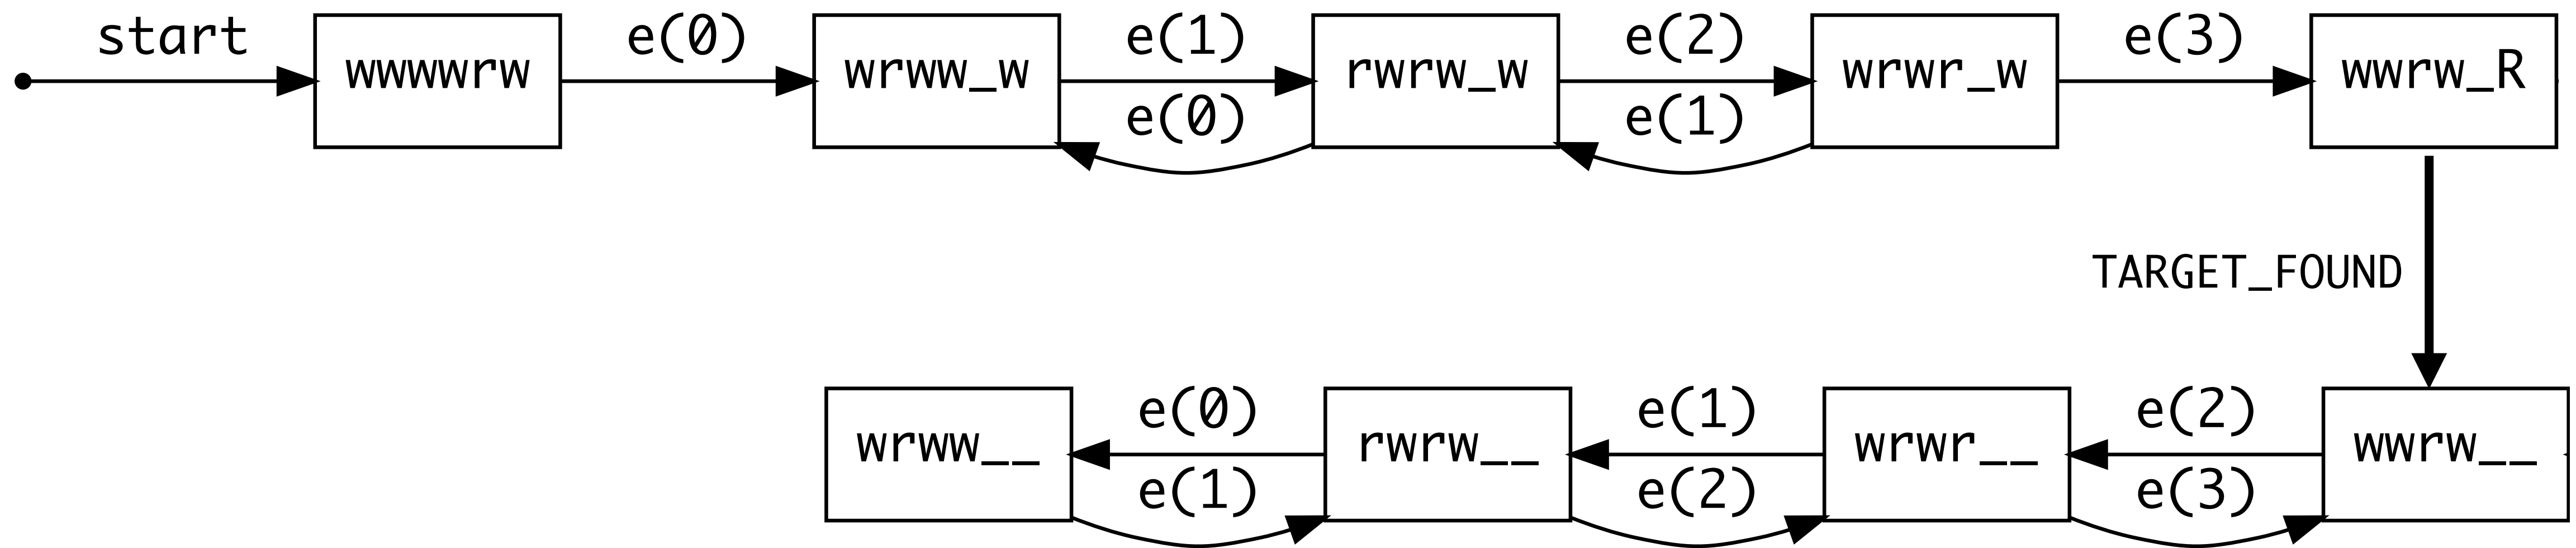 start e(0) e(1) e(2) e(3)
wwwwrw wrww_w rwrw_w wrwr_w wwrw_R
e(0) e(1)
TARGET_FOUND
e(0) e(1) e(2)
wrww__ rwrw__ wrwr__ wwrw__
e(1) e(2) e(3)